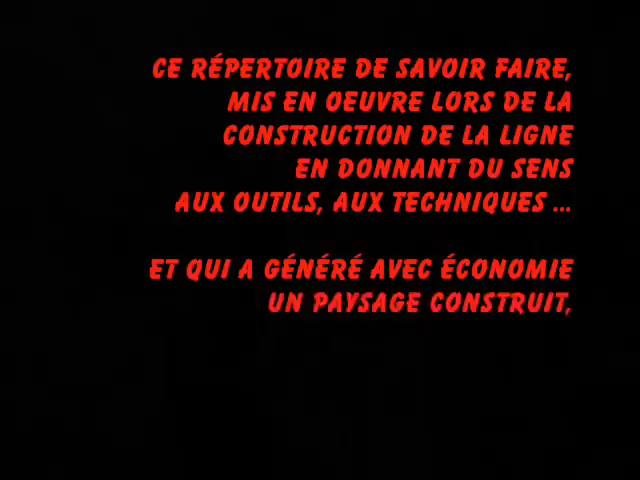 CE RÉPERTOIRE DE SAVOIR FAIRE,
MIS EN OEUVRE LORS DE LA
CONSTRUCTION DE LA LIGNE
EN DONNANT DU SENS
AUX OUTILS, AUX TECHNIQUES ...
ET QUI A GÉNÉRÉ AVEC ÉCONOMIE
UN PAYSAGE CONSTRUIT,